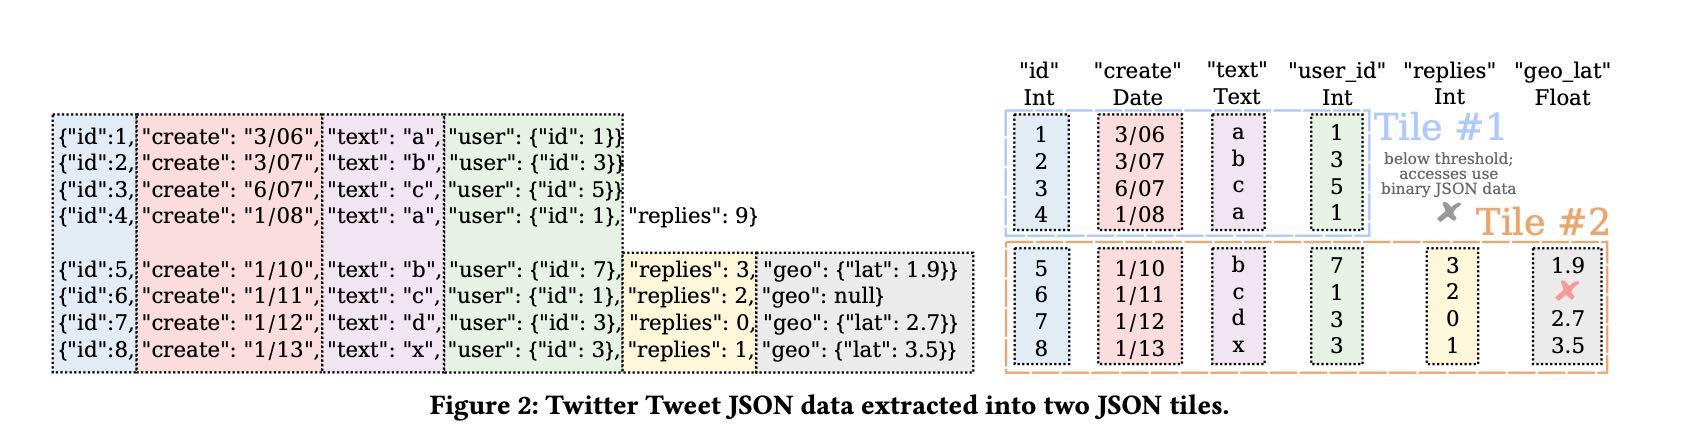 "id" "create" "text" "user_id" "replies" "geo_lat"
Int Date Text Int Int Float
{"id":1, "create": "3/06", "text": "a", "user": {"id": 1}}
{"id":2, "create": "3/07", "text": "b", "user": {"id": 3}}
{"id":3, "create": "6/07", "text": "c", "user": {"id": 5}}
{"id":4, "create": "1/08", "text": "a", "user": {"id": 1}, "replies": 9}
{"id":5, "create": "1/10", "text": "b", "user": {"id": 7}, "replies": 3, "geo": {"lat": 1.9}}
{"id":6, "create": "1/11", "text": "c", "user": {"id": 1}, "replies": 2, "geo": null}
{"id":7, "create": "1/12", "text": "d", "user": {"id": 3}, "replies": 0, "geo": {"lat": 2.7}}
{"id":8, "create": "1/13", "text": "x", "user": {"id": 3}, "replies": 1, "geo": {"lat": 3.5}}
1 3/06 a 1
2 3/07 b 3
3 6/07 c 5
4 1/08 a 1
Tile #1
below threshold;
accesses use
binary JSON data
Tile #2
5 1/10 b 7 3 1.9
6 1/11 c 1 2
7 1/12 d 3 0 2.7
8 1/13 x 3 1 3.5
Figure 2: Twitter Tweet JSON data extracted into two JSON tiles.